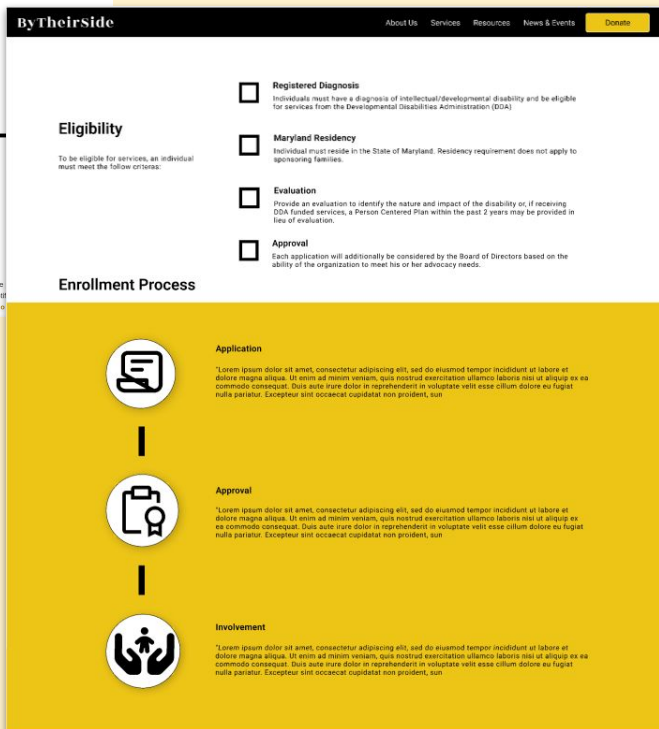 ByTheirSide
About Us Services Resources News & Events Donate
Eligibility
To be eligible for services, an individual
must meet the follow criteras:
Registered Diagnosis
Individuals must have a diagnosis of intellectual/developmental disability and be eligible
for services from the Developmental Disabilities Administration (DDA)
Maryland Residency
Individual must reside in the State of Maryland. Residency requirement does not apply to
sponsoring families.
Evaluation
Provide an evaluation to identify the nature and impact of the disability or, if receiving
DDA funded services, a Person Centered Plan within the past 2 years may be provided in
lieu of evaluation.
Approval
Each application will additionally be considered by the Board of Directors based on the
ability of the organization to meet his or her advocacy needs.
Enrollment Process
Application
"Lorem ipsum dolor sit amet, consectetur adipiscing elit, sed do eiusmod tempor incididunt ut labore et
dolore magna aliqua. Ut enim ad minim veniam, quis nostrud exercitation ullamco laboris nisi ut aliquip ex ea
commodo consequat. Duis aute irure dolor in reprehenderit in voluptate velit esse cillum dolore eu fugiat
nulla pariatur. Excepteur sint occaecat cupidatat non proident, sun
Approval
"Lorem ipsum dolor sit amet, consectetur adipiscing elit, sed do eiusmod tempor incididunt ut labore et
dolore magna aliqua. Ut enim ad minim veniam, quis nostrud exercitation ullamco laboris nisi ut aliquip ex
ea commodo consequat. Duis aute irure dolor in reprehenderit in voluptate velit esse cillum dolore eu fugiat
nulla pariatur. Excepteur sint occaecat cupidatat non proident, sun
Involvement
"Lorem ipsum dolor sit amet, consectetur adipiscing elit, sed do eiusmod tempor incididunt ut labore et
dolore magna aliqua. Ut enim ad minim veniam, quis nostrud exercitation ullamco laboris nisi ut aliquip ex ea
commodo consequat. Duis aute irure dolor in reprehenderit in voluptate velit esse cillum dolore eu fugiat
nulla pariatur. Excepteur sint occaecat cupidatat non proident, sun